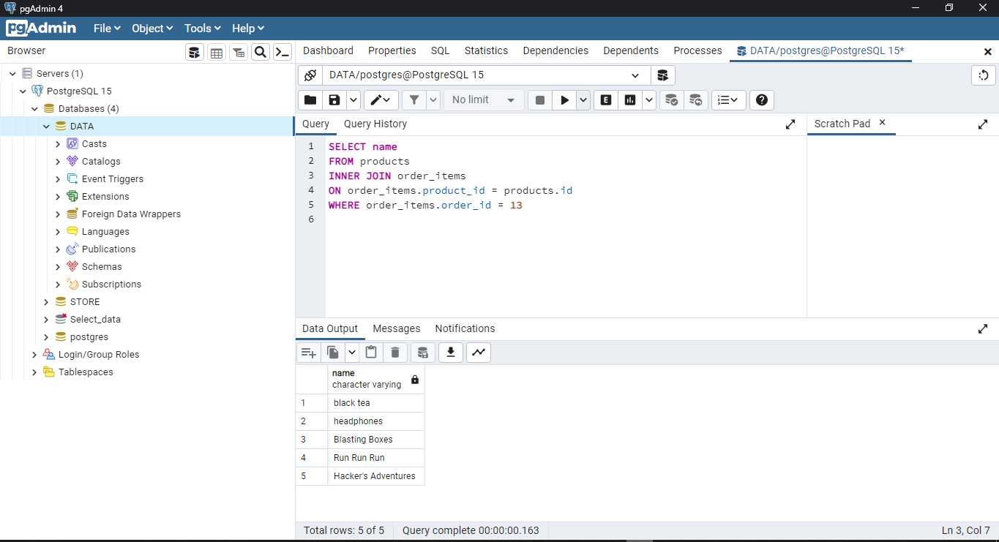 pgAdmin 4
pgAdmin File Object Tools Help
Browser
Servers (1)
PostgreSQL 15
Databases (4)
DATA
Casts
Catalogs
Event Triggers
Extensions
Foreign Data Wrappers
Languages
Publications
Schemas
Subscriptions
STORE
Select_data
postgres
Login/Group Roles
Tablespaces
Dashboard Properties SQL Statistics Dependencies Dependents Processes DATA/postgres@PostgreSQL 15*
DATA/postgres@PostgreSQL 15
No limit E
Query Query History
1 SELECT name
2 FROM products
3 INNER JOIN order_items
4 ON order_items.product_id = products.id
5 WHERE order_items.order_id = 13
6
Scratch Pad
Data Output Messages Notifications
name
character varying
1 black tea
2 headphones
3 Blasting Boxes
4 Run Run Run
5 Hacker's Adventures
Total rows: 5 of 5 Query complete 00:00:00.163 Ln 3, Col 7